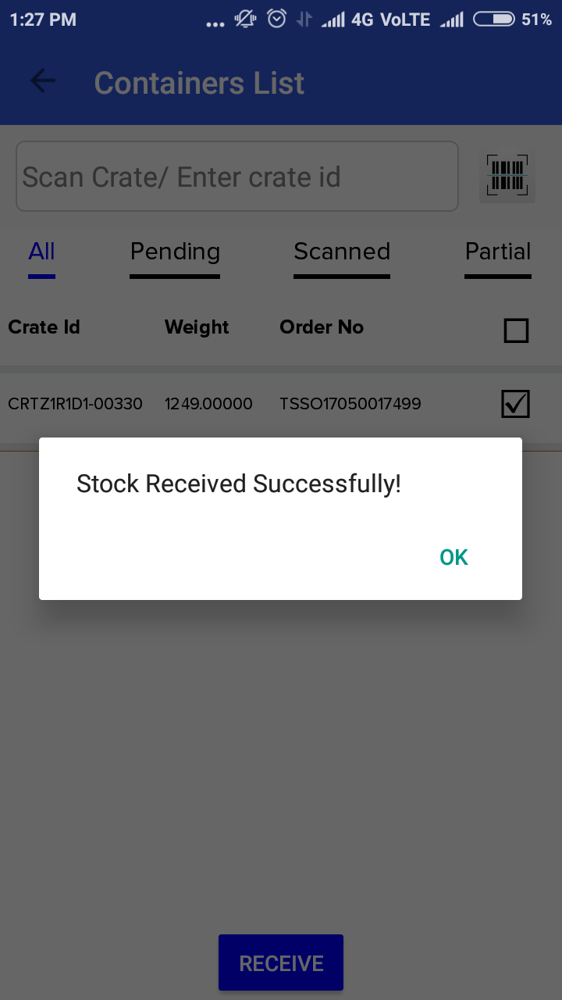 1:27 PM ... 4G VoLTE 51%
Containers List
Scan Crate/ Enter crate id
All Pending Scanned Partial
Crate Id Weight Order No
CRTZ1R1D1-00330 1249.00000 TSSO17050017499
Stock Received Successfully!
OK
RECEIVE